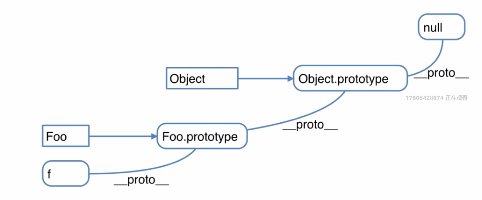 null
__proto__
Object
Object.prototype
__proto__
Foo
Foo.prototype
f
__proto__